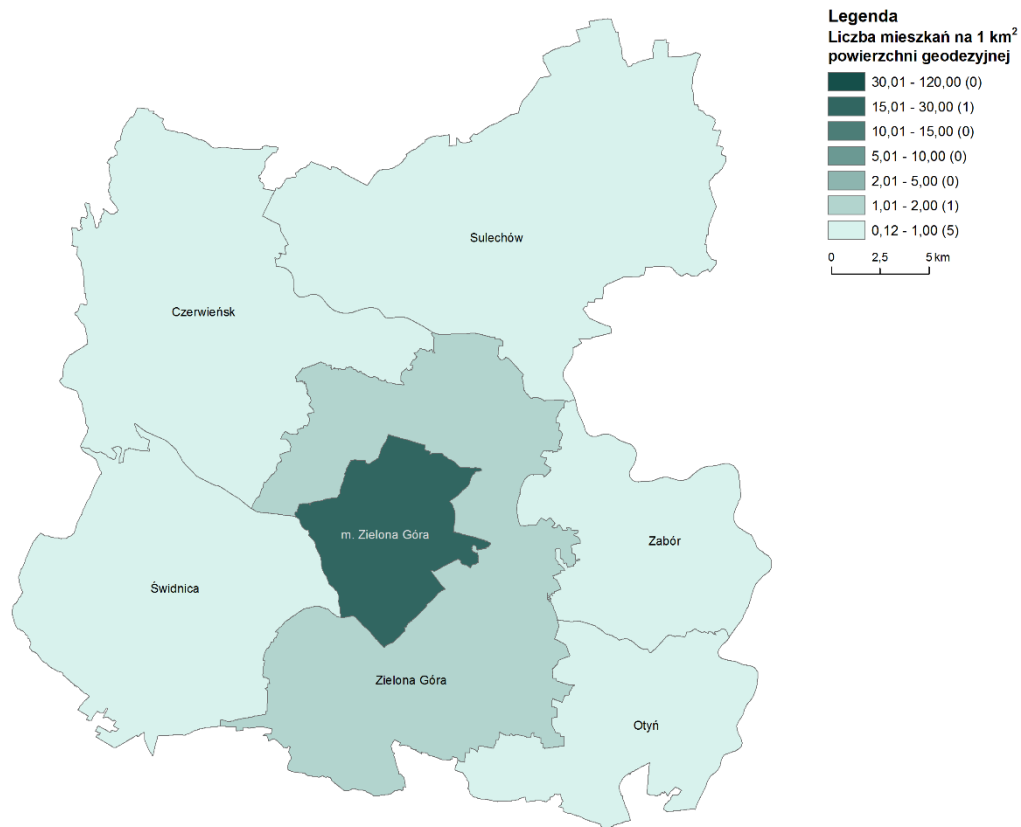 Legenda
Liczba mieszkań na 1 km²
powierzchni geodezyjnej
30,01 - 120,00 (0)
15,01 - 30,00 (1)
10,01 - 15,00 (0)
5,01 - 10,00 (0)
2,01 - 5,00 (0)
1,01 - 2,00 (1)
0,12 - 1,00 (5)
0 2,5 5 km
Sulechów
Czerwieńsk
m. Zielona Góra
Zabór
Świdnica
Zielona Góra
Otyń